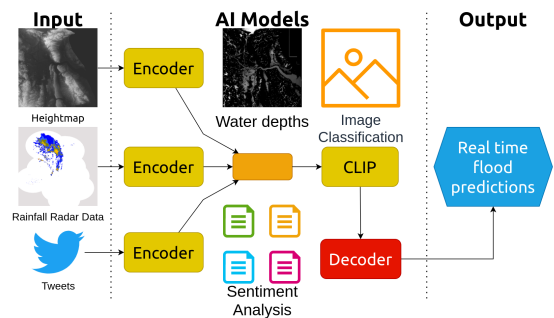 Input
AI Models
Output
Encoder
Heightmap
Water depths
Image
Classification
Encoder
CLIP
Real time
flood
predictions
Rainfall Radar Data
Encoder
Decoder
Tweets
Sentiment
Analysis